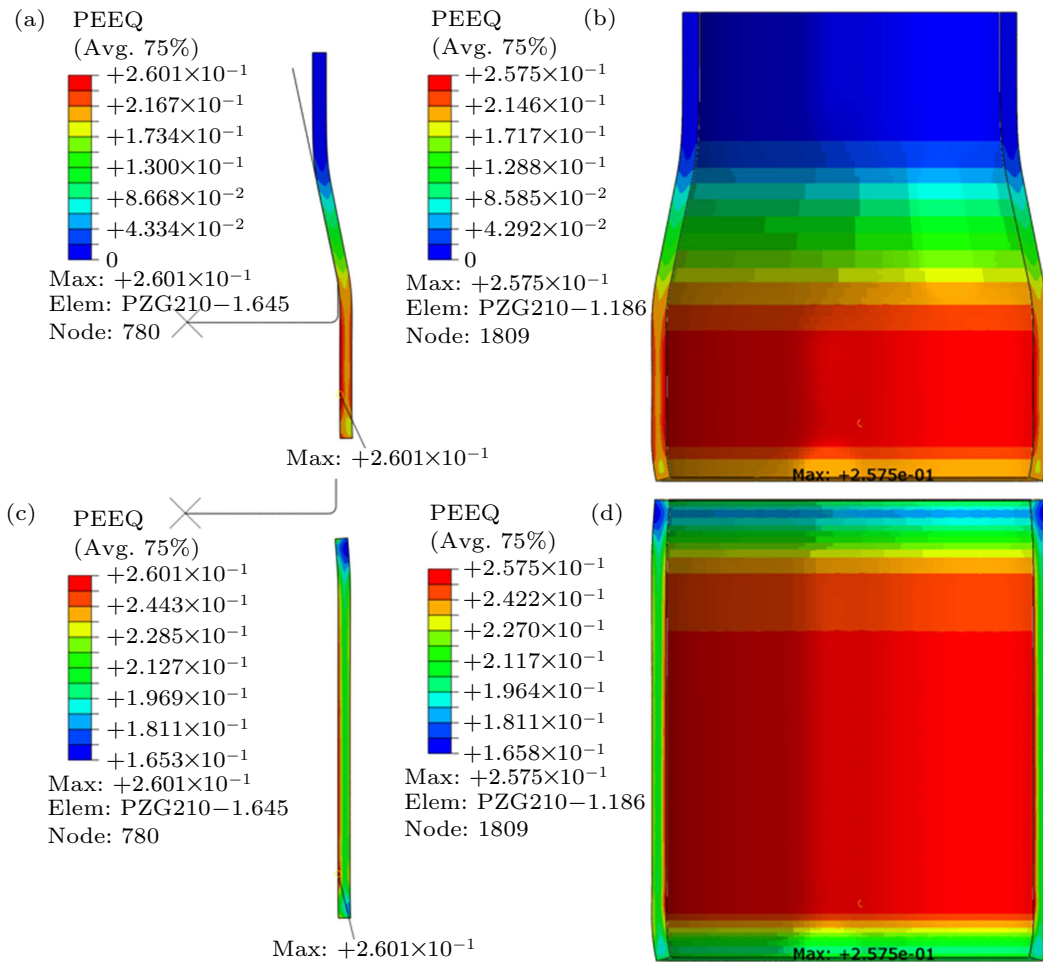 (a)
PEEQ
(Avg. 75%)
+2.601×10−1
+2.167×10−1
+1.734×10−1
+1.300×10−1
+8.668×10−2
+4.334×10−2
0
Max: +2.601×10−1
Elem: PZG210−1.645
Node: 780
Max: +2.601×10−1
PEEQ
(Avg. 75%)
+2.575×10−1
+2.146×10−1
+1.717×10−1
+1.288×10−1
+8.585×10−2
+4.292×10−2
0
Max: +2.575×10−1
Elem: PZG210−1.186
Node: 1809
(b)
Max: +2.575e-01
(c)
PEEQ
(Avg. 75%)
+2.601×10−1
+2.443×10−1
+2.285×10−1
+2.127×10−1
+1.969×10−1
+1.811×10−1
+1.653×10−1
Max: +2.601×10−1
Elem: PZG210−1.645
Node: 780
Max: +2.601×10−1
PEEQ
(Avg. 75%)
+2.575×10−1
+2.422×10−1
+2.270×10−1
+2.117×10−1
+1.964×10−1
+1.811×10−1
+1.658×10−1
Max: +2.575×10−1
Elem: PZG210−1.186
Node: 1809
(d)
Max: +2.575e-01